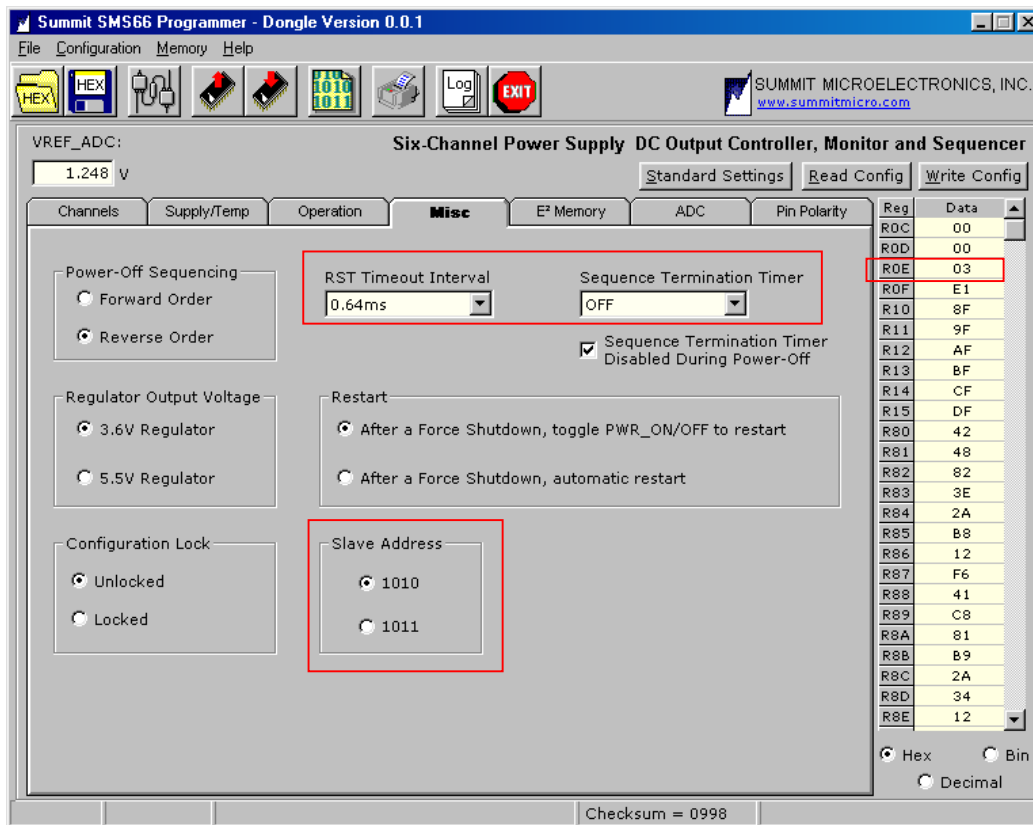 Summit SMS66 Programmer - Dongle Version 0.0.1
File Configuration Memory Help
HEX HEX 1010 1011 Log EXIT
SUMMIT MICROELECTRONICS, INC.
www.summitmicro.com
VREF_ADC:
1.248 V
Six-Channel Power Supply DC Output Controller, Monitor and Sequencer
Standard Settings Read Config Write Config
Channels Supply/Temp Operation Misc E² Memory ADC Pin Polarity
Power-Off Sequencing
Forward Order
Reverse Order
RST Timeout Interval
0.64ms
Sequence Termination Timer
OFF
Sequence Termination Timer
Disabled During Power-Off
Regulator Output Voltage
3.6V Regulator
5.5V Regulator
Restart
After a Force Shutdown, toggle PWR_ON/OFF to restart
After a Force Shutdown, automatic restart
Configuration Lock
Unlocked
Locked
Slave Address
1010
1011
Reg Data
R0C 00
R0D 00
R0E 03
R0F E1
R10 8F
R11 9F
R12 AF
R13 BF
R14 CF
R15 DF
R80 42
R81 48
R82 82
R83 3E
R84 2A
R85 B8
R86 12
R87 F6
R88 41
R89 C8
R8A 81
R8B B9
R8C 2A
R8D 34
R8E 12
Hex Bin
Decimal
Checksum = 0998